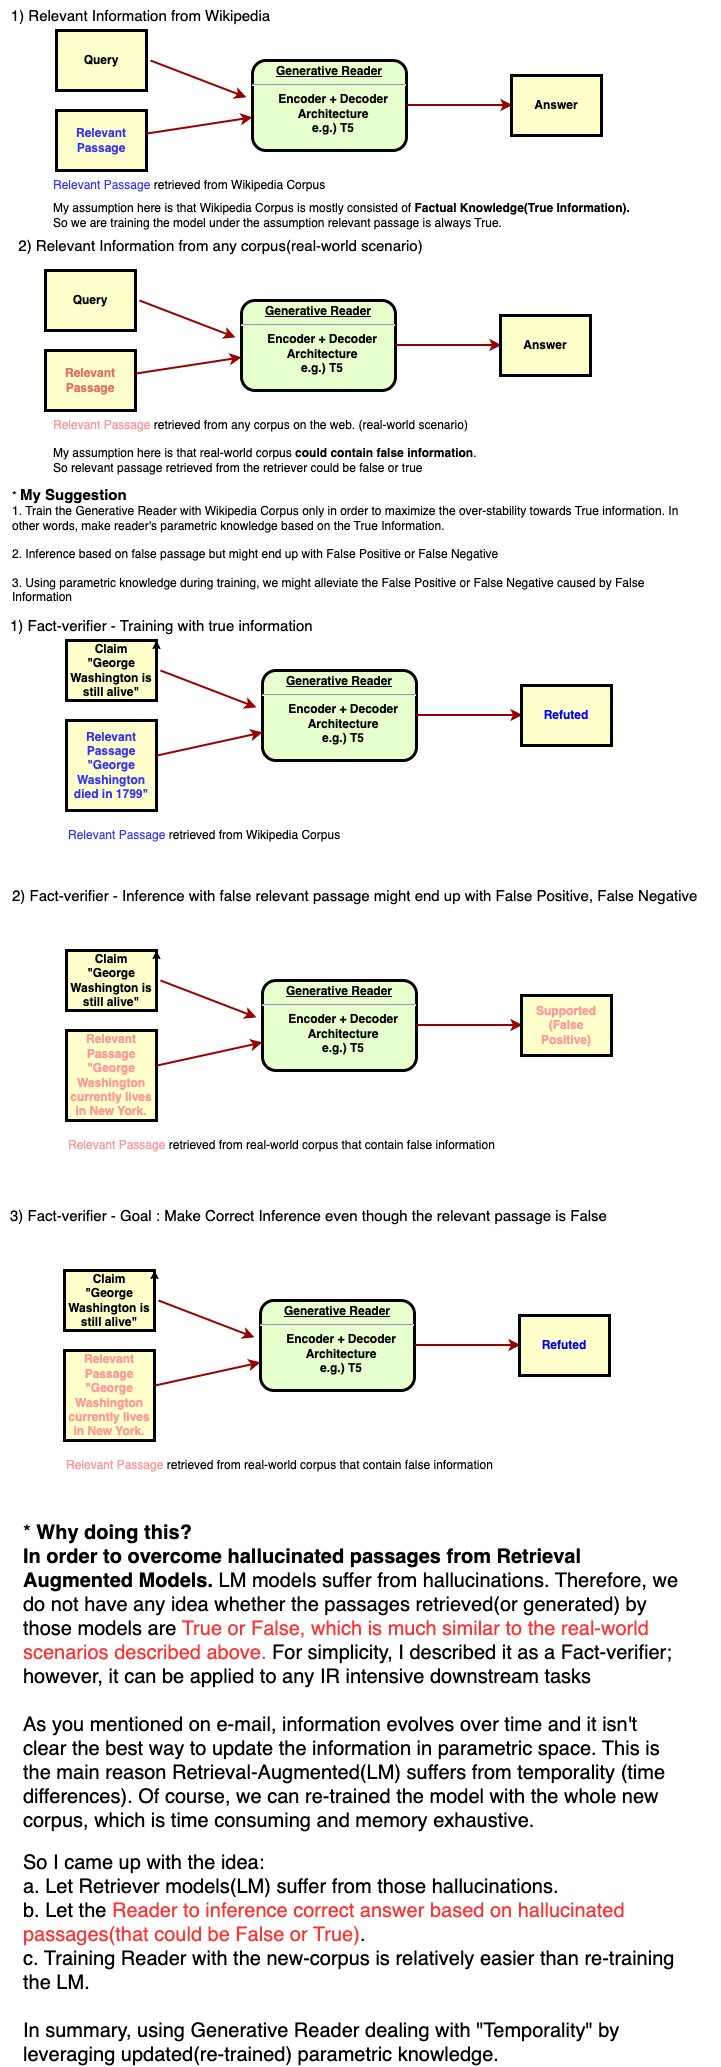 1) Relevant Information from Wikipedia
Query
Relevant
Passage
Generative Reader
Encoder + Decoder
Architecture
e.g.) T5
Answer
Relevant Passage retrieved from Wikipedia Corpus
My assumption here is that Wikipedia Corpus is mostly consisted of Factual Knowledge(True Information).
So we are training the model under the assumption relevant passage is always True.
2) Relevant Information from any corpus(real-world scenario)
Query
Relevant
Passage
Generative Reader
Encoder + Decoder
Architecture
e.g.) T5
Answer
Relevant Passage retrieved from any corpus on the web. (real-world scenario)
My assumption here is that real-world corpus could contain false information.
So relevant passage retrieved from the retriever could be false or true
* My Suggestion
1. Train the Generative Reader with Wikipedia Corpus only in order to maximize the over-stability towards True information. In
other words, make reader's parametric knowledge based on the True Information.
2. Inference based on false passage but might end up with False Positive or False Negative
3. Using parametric knowledge during training, we might alleviate the False Positive or False Negative caused by False
Information
1) Fact-verifier - Training with true information
Claim
"George
Washington is
still alive"
Relevant
Passage
"George
Washington
died in 1799"
Generative Reader
Encoder + Decoder
Architecture
e.g.) T5
Refuted
Relevant Passage retrieved from Wikipedia Corpus
2) Fact-verifier - Inference with false relevant passage might end up with False Positive, False Negative
Claim
"George
Washington is
still alive"
Relevant
Passage
"George
Washington
currently lives
in New York.
Generative Reader
Encoder + Decoder
Architecture
e.g.) T5
Supported
(False
Positive)
Relevant Passage retrieved from real-world corpus that contain false information
3) Fact-verifier - Goal : Make Correct Inference even though the relevant passage is False
Claim
"George
Washington is
still alive"
Relevant
Passage
"George
Washington
currently lives
in New York.
Generative Reader
Encoder + Decoder
Architecture
e.g.) T5
Refuted
Relevant Passage retrieved from real-world corpus that contain false information
* Why doing this?
In order to overcome hallucinated passages from Retrieval
Augmented Models. LM models suffer from hallucinations. Therefore, we
do not have any idea whether the passages retrieved(or generated) by
those models are True or False, which is much similar to the real-world
scenarios described above. For simplicity, I described it as a Fact-verifier;
however, it can be applied to any IR intensive downstream tasks
As you mentioned on e-mail, information evolves over time and it isn't
clear the best way to update the information in parametric space. This is
the main reason Retrieval-Augmented(LM) suffers from temporality (time
differences). Of course, we can re-trained the model with the whole new
corpus, which is time consuming and memory exhaustive.
So I came up with the idea:
a. Let Retriever models(LM) suffer from those hallucinations.
b. Let the Reader to inference correct answer based on hallucinated
passages(that could be False or True).
c. Training Reader with the new-corpus is relatively easier than re-training
the LM.
In summary, using Generative Reader dealing with "Temporality" by
leveraging updated(re-trained) parametric knowledge.